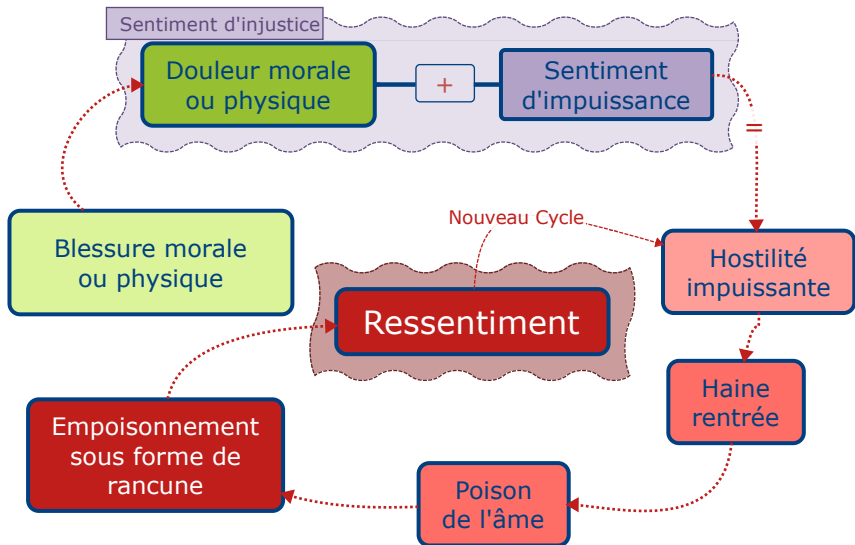 Sentiment d'injustice
Douleur morale
ou physique
+
Sentiment
d'impuissance
=
Blessure morale
ou physique
Nouveau Cycle
Hostilité
impuissante
Ressentiment
Haine
rentrée
Empoisonnement
sous forme de
rancune
Poison
de l'âme